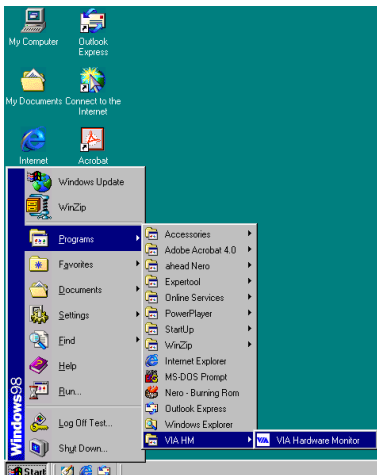 My Computer
Outlook Express
My Documents
Connect to the Internet
Internet
Acrobat
Windows Update
WinZip
Programs
Favorites
Documents
Settings
Find
Help
Run...
Log Off Test...
Shut Down...
Windows98
Start
Accessories
Adobe Acrobat 4.0
ahead Nero
Expertool
Online Services
PowerPlayer
StartUp
WinZip
Internet Explorer
MS-DOS Prompt
Nero - Burning Rom
Outlook Express
Windows Explorer
VIA HM
VIA Hardware Monitor